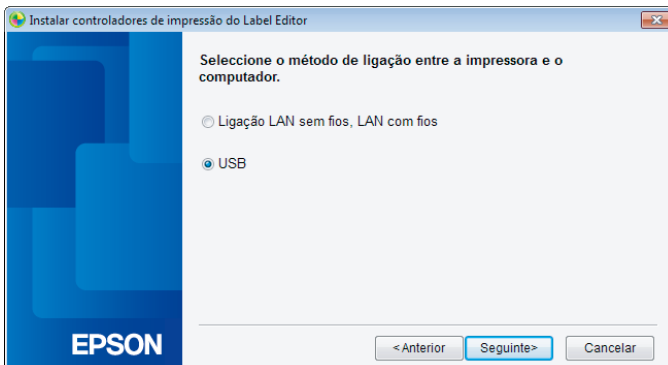 Instalar controladores de impressão do Label Editor
Seleccione o método de ligação entre a impressora e o
computador.
Ligação LAN sem fios, LAN com fios
USB
EPSON
<Anterior
Seguinte>
Cancelar